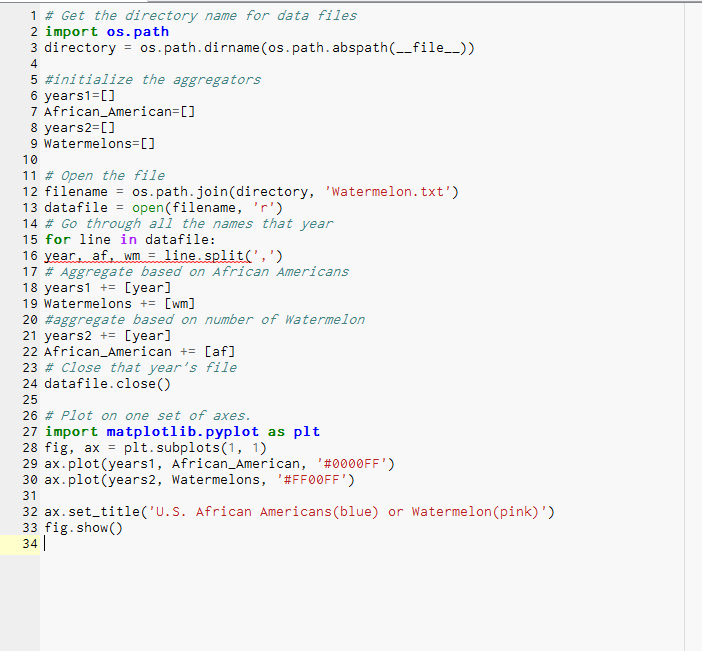 1 # Get the directory name for data files
2 import os.path
3 directory = os.path.dirname(os.path.abspath(__file__))
4
5 #initialize the aggregators
6 years1=[]
7 African_American=[]
8 years2=[]
9 Watermelons=[]
10
11 # Open the file
12 filename = os.path.join(directory, 'Watermelon.txt')
13 datafile = open(filename, 'r')
14 # Go through all the names that year
15 for line in datafile:
16 year, af, wm = line.split(',')
17 # Aggregate based on African Americans
18 years1 += [year]
19 Watermelons += [wm]
20 #aggregate based on number of Watermelon
21 years2 += [year]
22 African_American += [af]
23 # Close that year's file
24 datafile.close()
25
26 # Plot on one set of axes.
27 import matplotlib.pyplot as plt
28 fig, ax = plt.subplots(1, 1)
29 ax.plot(years1, African_American, '#0000FF')
30 ax.plot(years2, Watermelons, '#FF00FF')
31
32 ax.set_title('U.S. African Americans(blue) or Watermelon(pink)')
33 fig.show()
34